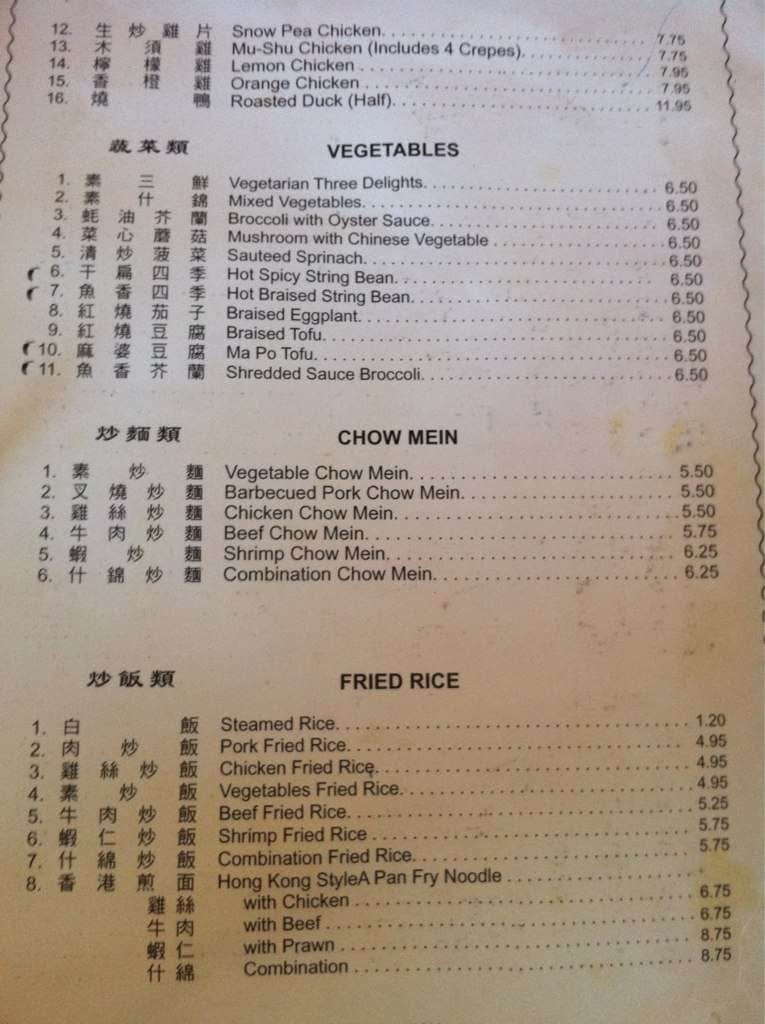 12. 生炒雞片 Snow Pea Chicken. 7.75
13. 木須雞 Mu-Shu Chicken (Includes 4 Crepes). 7.75
14. 檸檬雞 Lemon Chicken 7.95
15. 香橙雞 Orange Chicken 7.95
16. 燒鴨 Roasted Duck (Half). 11.95
蔬菜類 VEGETABLES
1. 素三鮮 Vegetarian Three Delights. 6.50
2. 素什錦 Mixed Vegetables. 6.50
3. 蚝油芥蘭 Broccoli with Oyster Sauce. 6.50
4. 菜心蘑菇 Mushroom with Chinese Vegetable 6.50
5. 清炒菠菜 Sauteed Sprinach. 6.50
6. 干扁四季 Hot Spicy String Bean. 6.50
7. 魚香四季 Hot Braised String Bean. 6.50
8. 紅燒茄子 Braised Eggplant. 6.50
9. 紅燒豆腐 Braised Tofu. 6.50
10. 麻婆豆腐 Ma Po Tofu. 6.50
11. 魚香芥蘭 Shredded Sauce Broccoli. 6.50
炒麵類 CHOW MEIN
1. 素炒麵 Vegetable Chow Mein. 5.50
2. 叉燒炒麵 Barbecued Pork Chow Mein. 5.50
3. 雞絲炒麵 Chicken Chow Mein. 5.50
4. 牛肉炒麵 Beef Chow Mein. 5.75
5. 蝦炒麵 Shrimp Chow Mein. 6.25
6. 什錦炒麵 Combination Chow Mein. 6.25
炒飯類 FRIED RICE
1. 白飯 Steamed Rice. 1.20
2. 肉炒飯 Pork Fried Rice. 4.95
3. 雞絲炒飯 Chicken Fried Rice. 4.95
4. 素炒飯 Vegetables Fried Rice. 4.95
5. 牛肉炒飯 Beef Fried Rice. 5.25
6. 蝦仁炒飯 Shrimp Fried Rice 5.75
7. 什綿炒飯 Combination Fried Rice. 5.75
8. 香港煎面 Hong Kong StyleA Pan Fry Noodle
雞絲 with Chicken 6.75
牛肉 with Beef 6.75
蝦仁 with Prawn 8.75
什綿 Combination 8.75